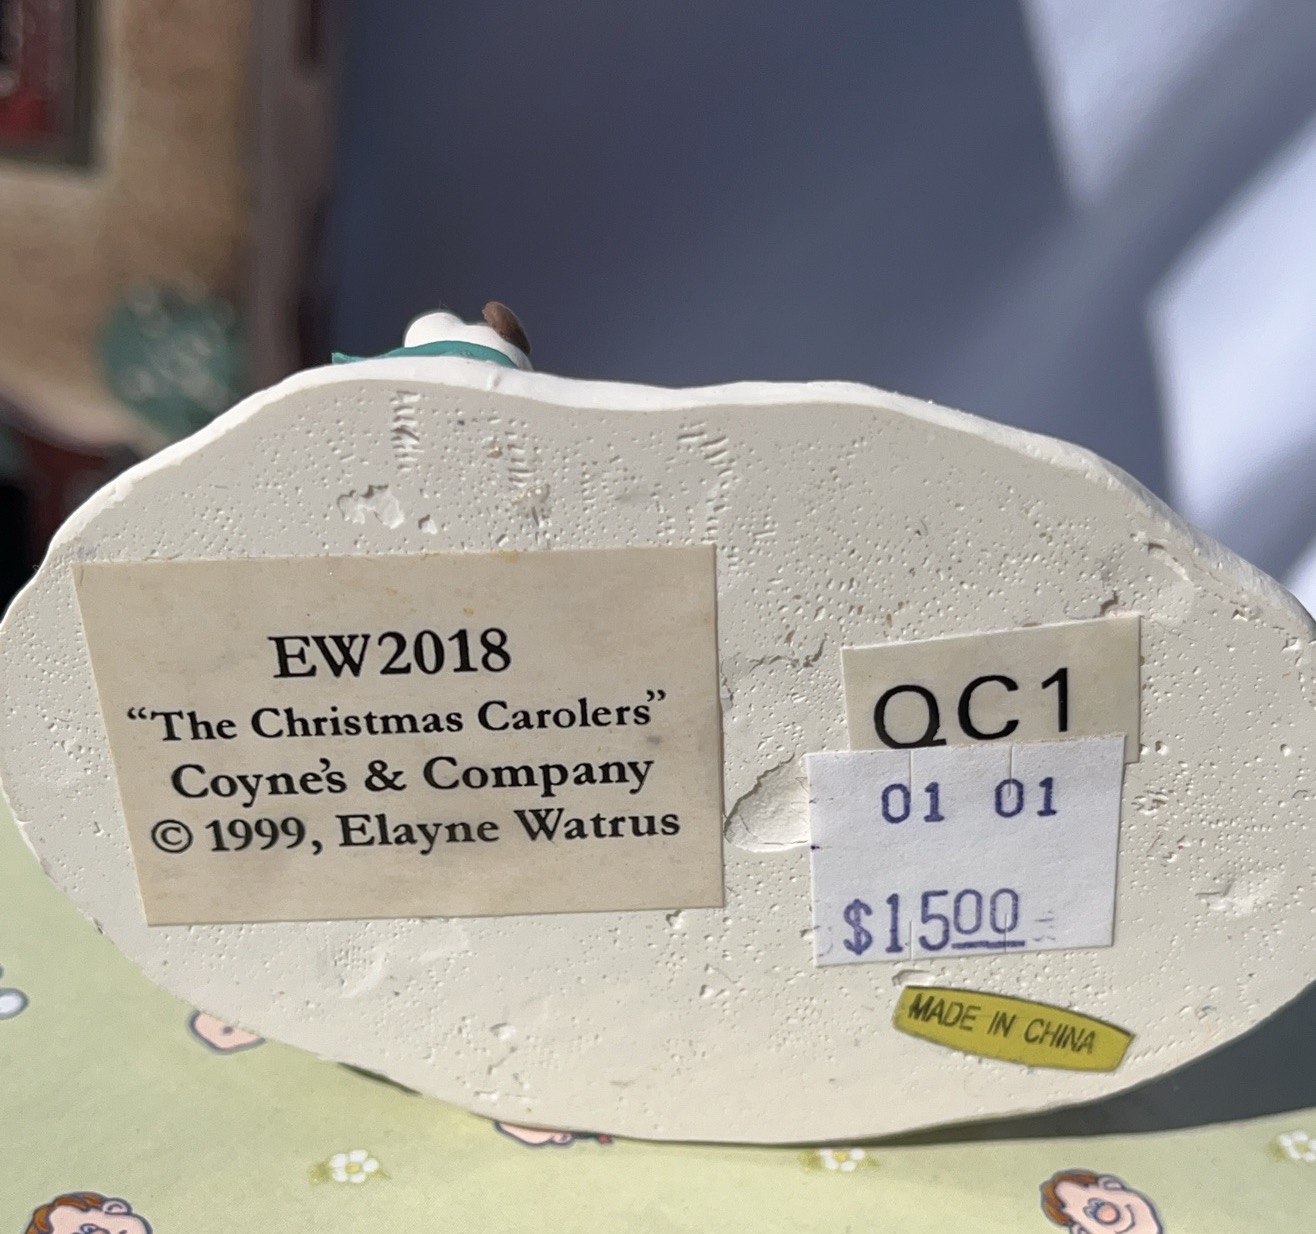 EW2018
“The Christmas Carolers”
Coyne's & Company
© 1999, Elayne Watrus
QC1
01 01
$1500
MADE IN CHINA